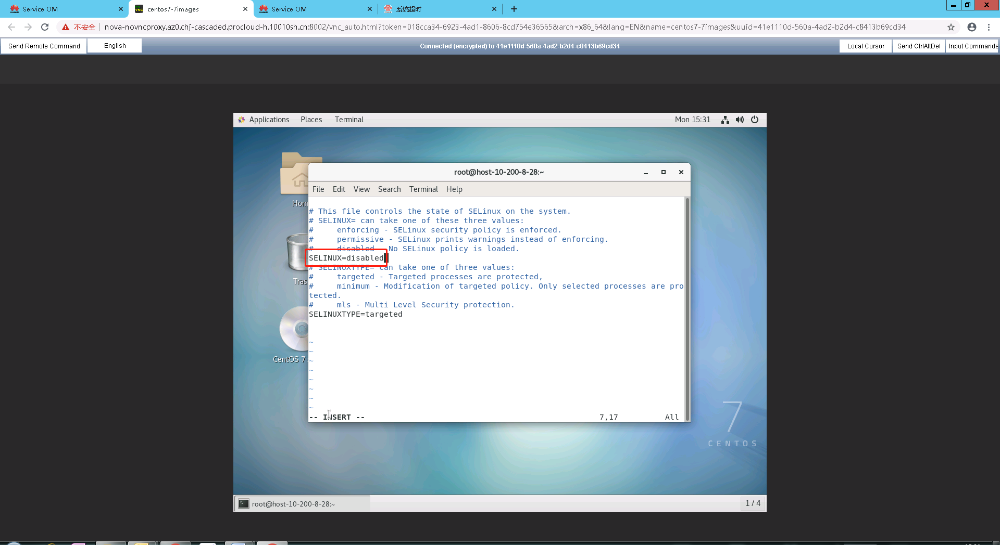 Service OM
centos7-7images
Service OM
系统超时
不安全
nova-novncproxy.az0.chj-cascaded.procloud-h.10010sh.cn:8002/vnc_auto.html?token=018cca34-6923-4ad1-8606-8cd754e36565&arch=x86_64&lang=EN&name=centos7-7images&uuid=41e1110d-560a-4ad2-b2d4-c8413b69cd34
Send Remote Command
English
Connected (encrypted) to 41e1110d-560a-4ad2-b2d4-c8413b69cd34
Local Cursor
Send CtrlAltDel
Input Commands
Applications
Places
Terminal
Mon 15:31
root@host-10-200-8-28:~
File Edit View Search Terminal Help
Hom
Tras
CentOS 7
# This file controls the state of SELinux on the system.
# SELINUX= can take one of these three values:
#     enforcing - SELinux security policy is enforced.
#     permissive - SELinux prints warnings instead of enforcing.
#     disabled - No SELinux policy is loaded.
SELINUX=disabled
# SELINUXTYPE= can take one of three values:
#     targeted - Targeted processes are protected,
#     minimum - Modification of targeted policy. Only selected processes are pro
tected.
#     mls - Multi Level Security protection.
SELINUXTYPE=targeted
~
~
~
~
~
~
~
~
-- INSERT --
7,17
All
7
CENTOS
root@host-10-200-8-28:~
1 / 4